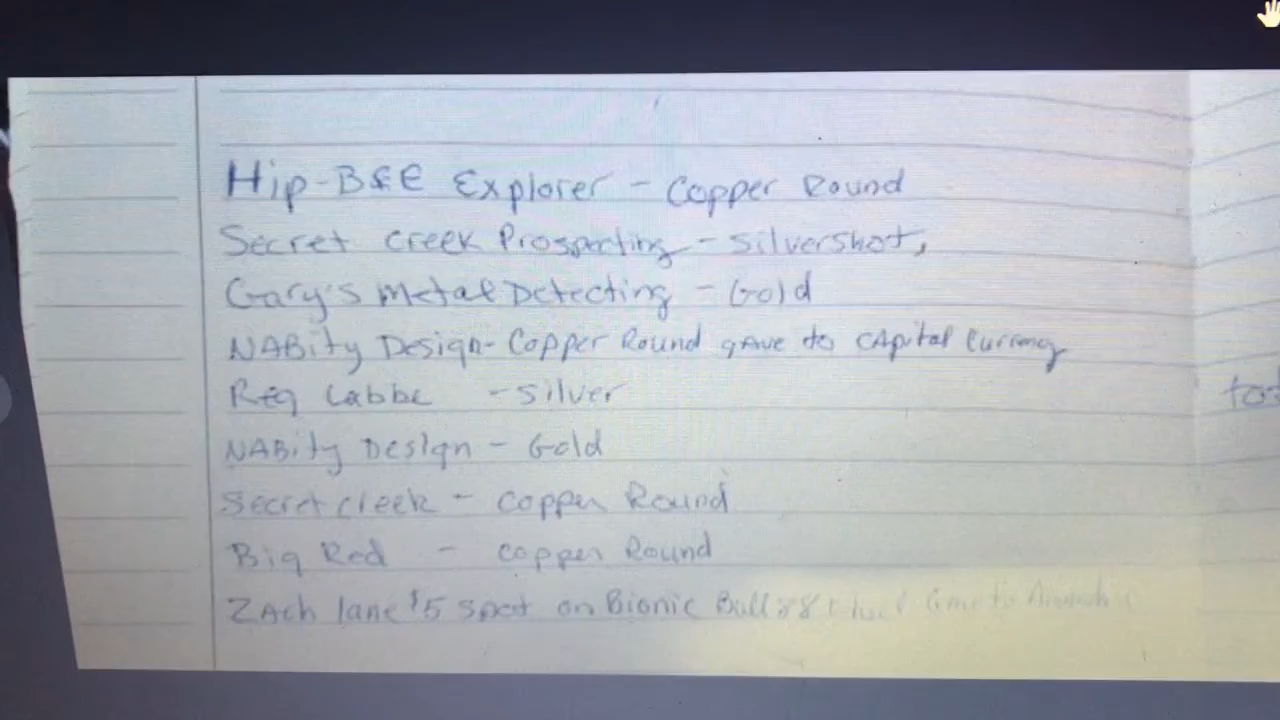 Hip-B&E Explorer - Copper Round
Secret Creek Prospecting - Silvershot,
Gary's Metal Detecting - Gold
NABity Design - Copper Round gave to Capital Currency
Reg Labbe - Silver
NABity Design - Gold
Secret Creek - Copper Round
Big Red - Copper Round
Zach lane $5 spot on Bionic Bull